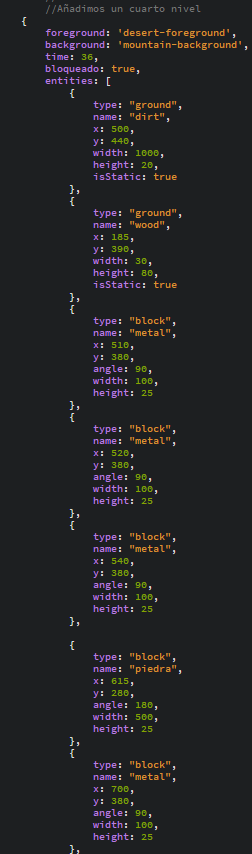 //Añadimos un cuarto nivel
{
foreground: 'desert-foreground',
background: 'mountain-background',
time: 36,
bloqueado: true,
entities: [
{
type: "ground",
name: "dirt",
x: 500,
y: 440,
width: 1000,
height: 20,
isStatic: true
},
{
type: "ground",
name: "wood",
x: 185,
y: 390,
width: 30,
height: 80,
isStatic: true
},
{
type: "block",
name: "metal",
x: 510,
y: 380,
angle: 90,
width: 100,
height: 25
},
{
type: "block",
name: "metal",
x: 520,
y: 380,
angle: 90,
width: 100,
height: 25
},
{
type: "block",
name: "metal",
x: 540,
y: 380,
angle: 90,
width: 100,
height: 25
},
{
type: "block",
name: "piedra",
x: 615,
y: 280,
angle: 180,
width: 500,
height: 25
},
{
type: "block",
name: "metal",
x: 700,
y: 380,
angle: 90,
width: 100,
height: 25
},